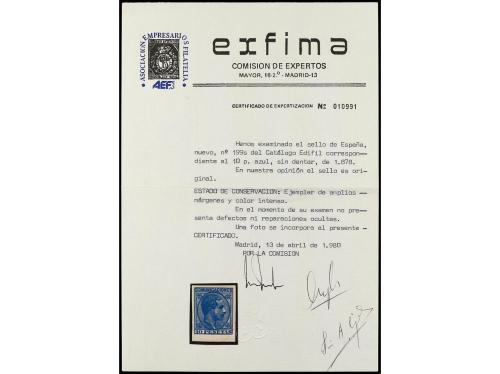 ASOCIACION EMPRESARIOS FILATELIA
AEF
exfima
COMISION DE EXPERTOS
MAYOR, 18-2.º - MADRID-13
CERTIFICADO DE EXPERTIZACION Nº 010991
Hemos examinado el sello de España,
nuevo, nº 199s del Catálogo Edifil correspon—
diente al 10 p. azul, sin dentar, de 1.878.
En nuestra opinión el sello es ori-
ginal.
ESTADO DE CONSERVACION: Ejemplar de amplios
márgenes y color intenso.
En el momento de su examen no pre—
senta defectos ni reparaciones ocultas.
Una foto se incorpora al presente -
CERTIFICADO.
Madrid, 13 de abril de 1.980
POR LA COMISION
10 PESETAS